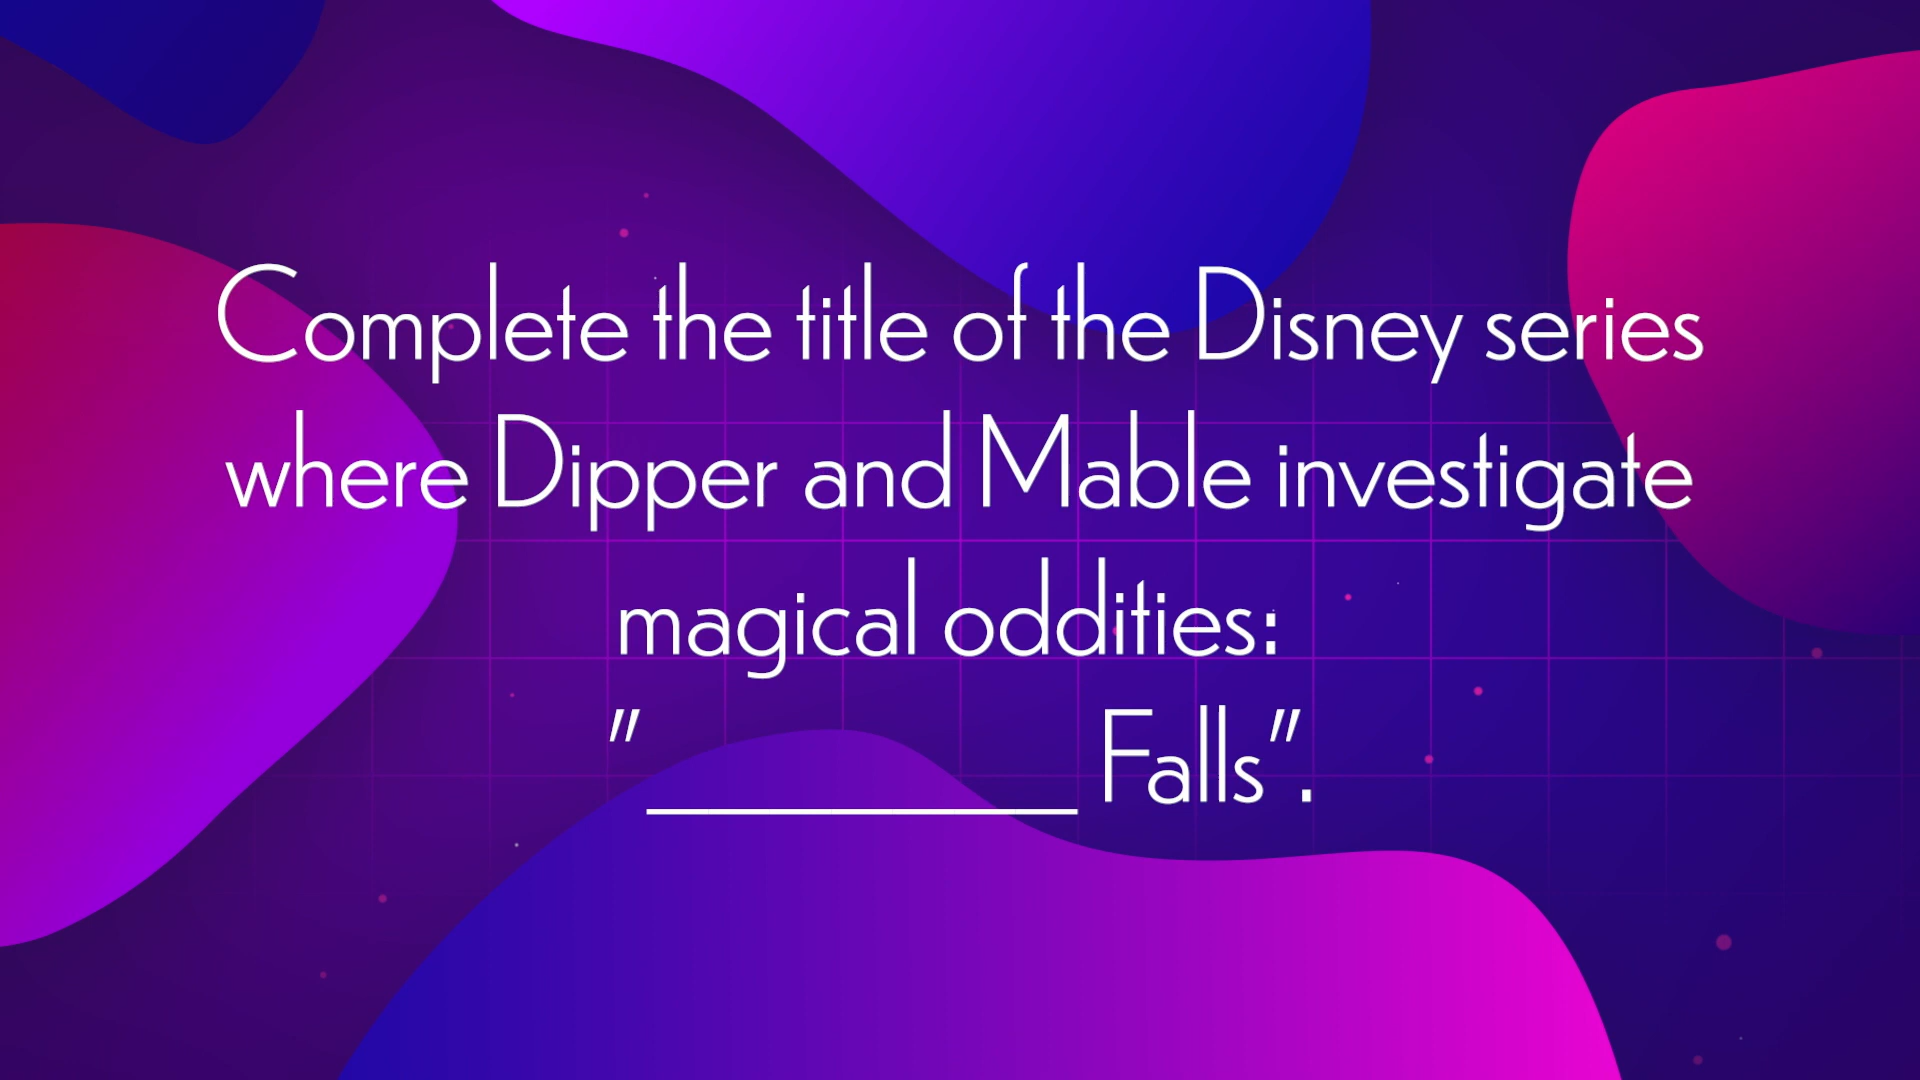 Complete the title of the Disney series
where Dipper and Mable investigate
magical oddities:
"__________ Falls".